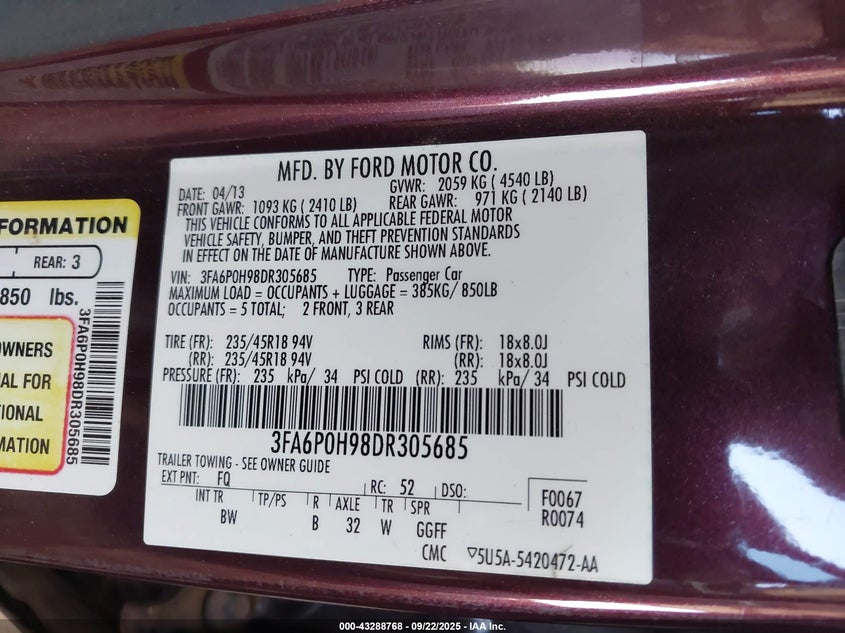 MFD. BY FORD MOTOR CO.
DATE: 04/13 GVWR: 2059 KG ( 4540 LB)
FRONT GAWR: 1093 KG ( 2410 LB) REAR GAWR: 971 KG ( 2140 LB)
THIS VEHICLE CONFORMS TO ALL APPLICABLE FEDERAL MOTOR
VEHICLE SAFETY, BUMPER, AND THEFT PREVENTION STANDARDS
IN EFFECT ON THE DATE OF MANUFACTURE SHOWN ABOVE.
VIN: 3FA6P0H98DR305685 TYPE: Passenger Car
MAXIMUM LOAD = OCCUPANTS + LUGGAGE = 385KG/ 850LB
OCCUPANTS = 5 TOTAL; 2 FRONT, 3 REAR
TIRE (FR): 235/45R18 94V RIMS (FR): 18x8.0J
(RR): 235/45R18 94V (RR): 18x8.0J
PRESSURE (FR): 235 kPa/ 34 PSI COLD (RR): 235 kPa/ 34 PSI COLD
3FA6P0H98DR305685
TRAILER TOWING - SEE OWNER GUIDE
EXT PNT: FQ RC: 52 DSO:
INT TR TP/PS R AXLE TR SPR
BW B 32 W GGFF
F0067
R0074
CMC ▽5U5A-5420472-AA
FORMATION
REAR: 3
850 lbs.
OWNERS
AL FOR
TIONAL
MATION
3FA6P0H98DR305685
000-43288768 - 09/22/2025 - IAA Inc.